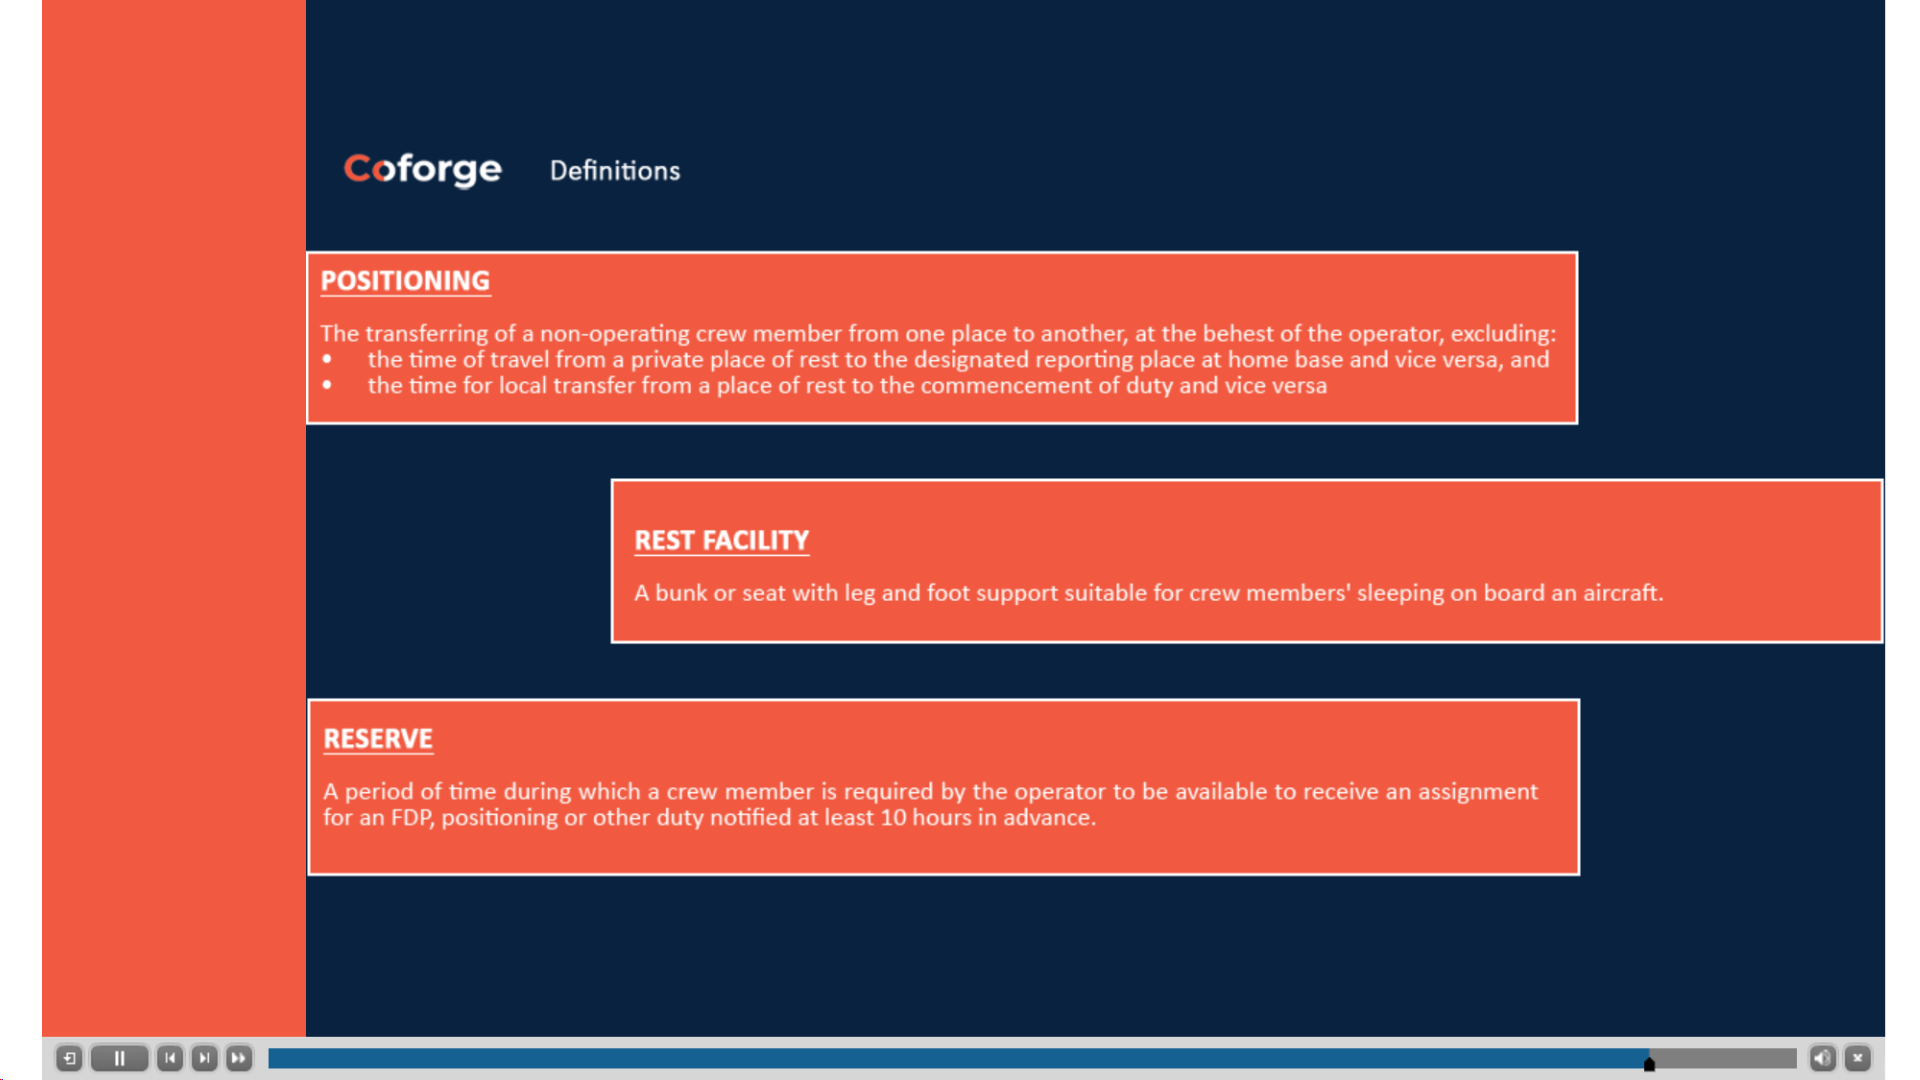 Coforge
Definitions
POSITIONING
The transferring of a non-operating crew member from one place to another, at the behest of the operator, excluding:
• the time of travel from a private place of rest to the designated reporting place at home base and vice versa, and
• the time for local transfer from a place of rest to the commencement of duty and vice versa
REST FACILITY
A bunk or seat with leg and foot support suitable for crew members' sleeping on board an aircraft.
RESERVE
A period of time during which a crew member is required by the operator to be available to receive an assignment
for an FDP, positioning or other duty notified at least 10 hours in advance.